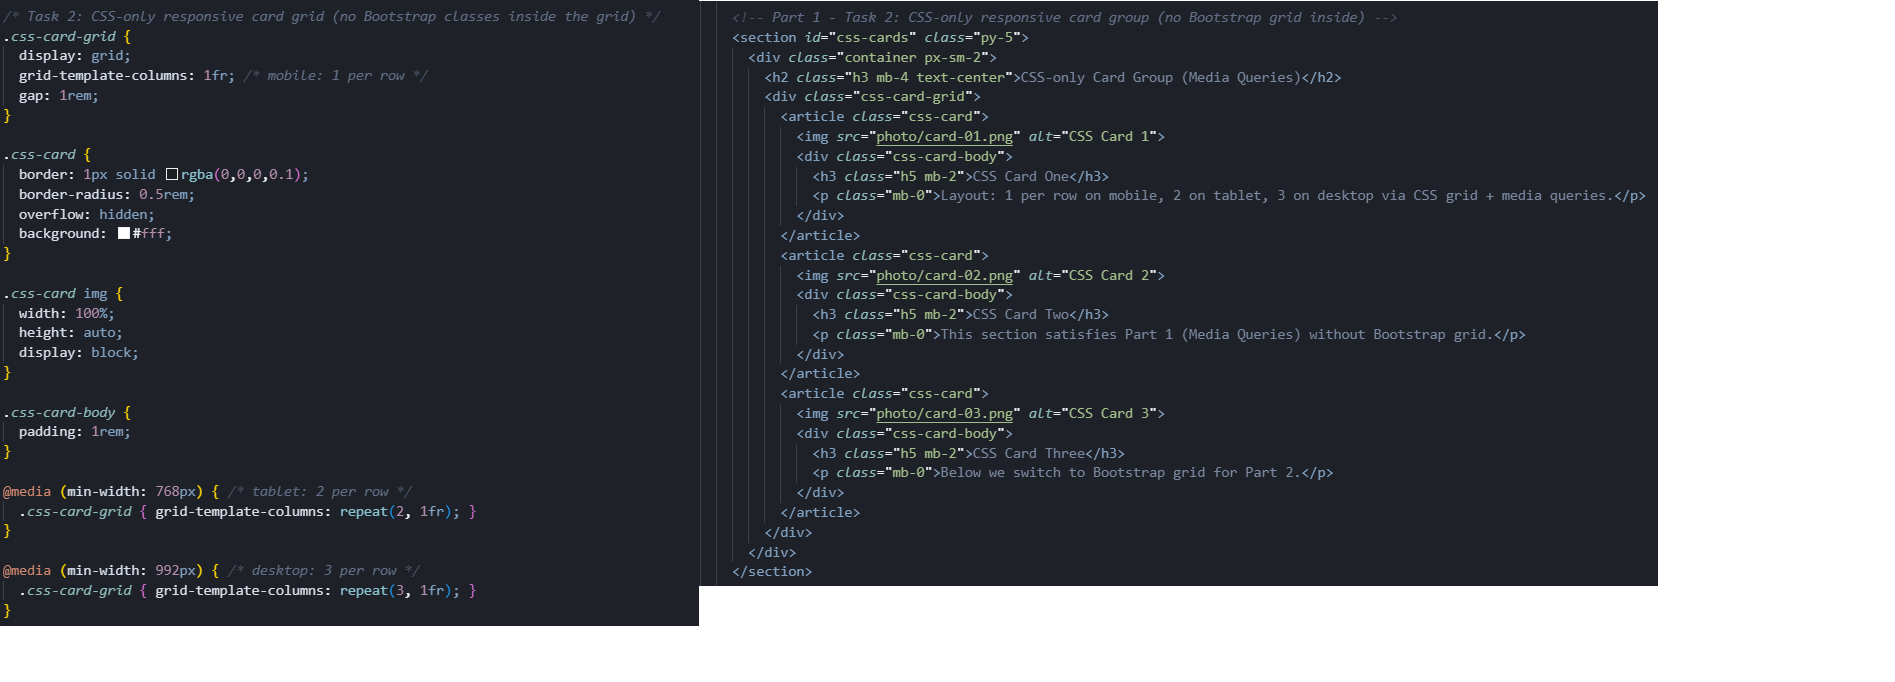 /* Task 2: CSS-only responsive card grid (no Bootstrap classes inside the grid) */
.css-card-grid {
  display: grid;
  grid-template-columns: 1fr; /* mobile: 1 per row */
  gap: 1rem;
}

.css-card {
  border: 1px solid rgba(0,0,0,0.1);
  border-radius: 0.5rem;
  overflow: hidden;
  background: #fff;
}

.css-card img {
  width: 100%;
  height: auto;
  display: block;
}

.css-card-body {
  padding: 1rem;
}

@media (min-width: 768px) { /* tablet: 2 per row */
  .css-card-grid { grid-template-columns: repeat(2, 1fr); }
}

@media (min-width: 992px) { /* desktop: 3 per row */
  .css-card-grid { grid-template-columns: repeat(3, 1fr); }
}

<!-- Part 1 - Task 2: CSS-only responsive card group (no Bootstrap grid inside) -->
<section id="css-cards" class="py-5">
  <div class="container px-sm-2">
    <h2 class="h3 mb-4 text-center">CSS-only Card Group (Media Queries)</h2>
    <div class="css-card-grid">
      <article class="css-card">
        <img src="photo/card-01.png" alt="CSS Card 1">
        <div class="css-card-body">
          <h3 class="h5 mb-2">CSS Card One</h3>
          <p class="mb-0">Layout: 1 per row on mobile, 2 on tablet, 3 on desktop via CSS grid + media queries.</p>
        </div>
      </article>
      <article class="css-card">
        <img src="photo/card-02.png" alt="CSS Card 2">
        <div class="css-card-body">
          <h3 class="h5 mb-2">CSS Card Two</h3>
          <p class="mb-0">This section satisfies Part 1 (Media Queries) without Bootstrap grid.</p>
        </div>
      </article>
      <article class="css-card">
        <img src="photo/card-03.png" alt="CSS Card 3">
        <div class="css-card-body">
          <h3 class="h5 mb-2">CSS Card Three</h3>
          <p class="mb-0">Below we switch to Bootstrap grid for Part 2.</p>
        </div>
      </article>
    </div>
  </div>
</section>